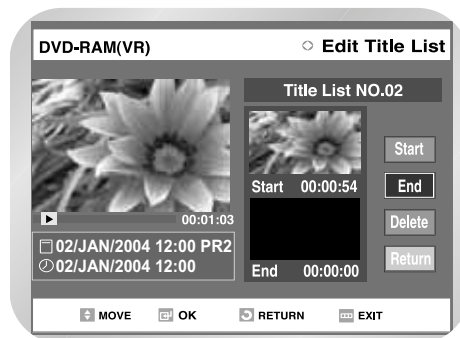 DVD-RAM(VR)
Edit Title List
Title List NO.02
Start 00:00:54
End 00:00:00
00:01:03
02/JAN/2004 12:00 PR2
02/JAN/2004 12:00
Start
End
Delete
Return
MOVE OK RETURN EXIT